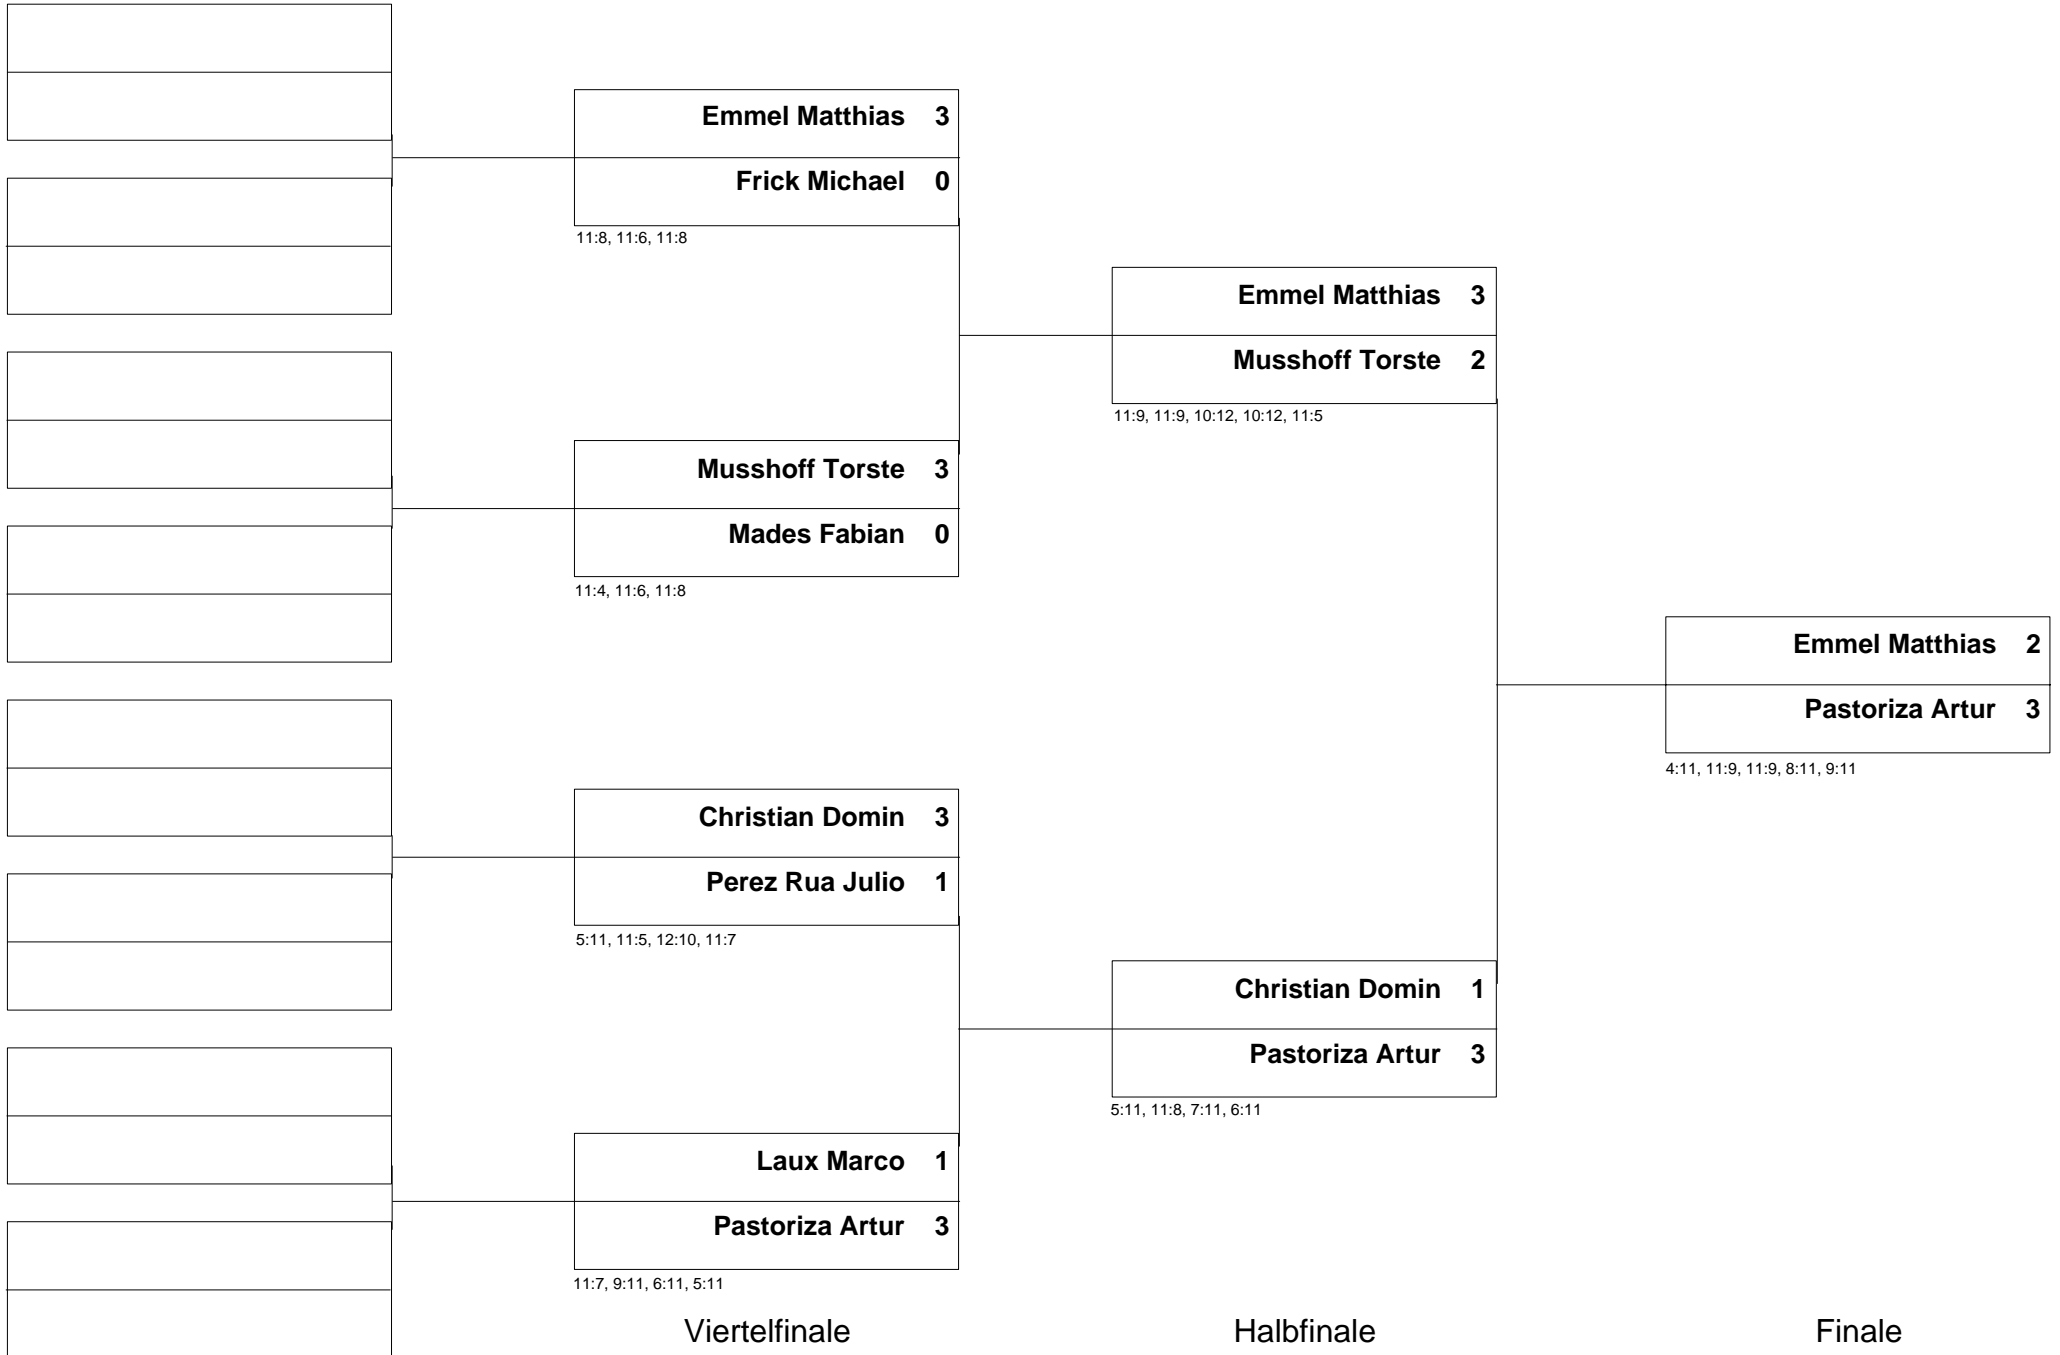 Emmel Matthias 3
Frick Michael 0
11:8, 11:6, 11:8
Musshoff Torste 3
Mades Fabian 0
11:4, 11:6, 11:8
Christian Domin 3
Perez Rua Julio 1
5:11, 11:5, 12:10, 11:7
Laux Marco 1
Pastoriza Artur 3
11:7, 9:11, 6:11, 5:11
Viertelfinale
Emmel Matthias 3
Musshoff Torste 2
11:9, 11:9, 10:12, 10:12, 11:5
Christian Domin 1
Pastoriza Artur 3
5:11, 11:8, 7:11, 6:11
Halbfinale
Emmel Matthias 2
Pastoriza Artur 3
4:11, 11:9, 11:9, 8:11, 9:11
Finale